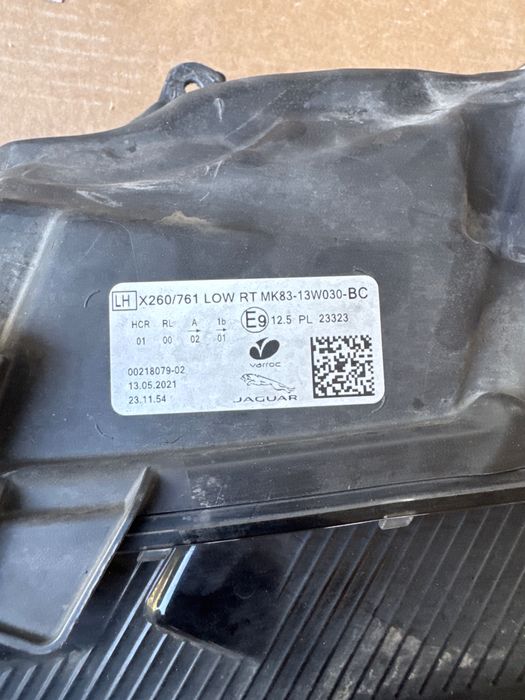 LH X260/761 LOW RT MK83-13W030-BC
HCR RL A 1b E9 12.5 PL 23323
01 00 02 01
varroc
00218079-02
13.05.2021
23.11.54
JAGUAR